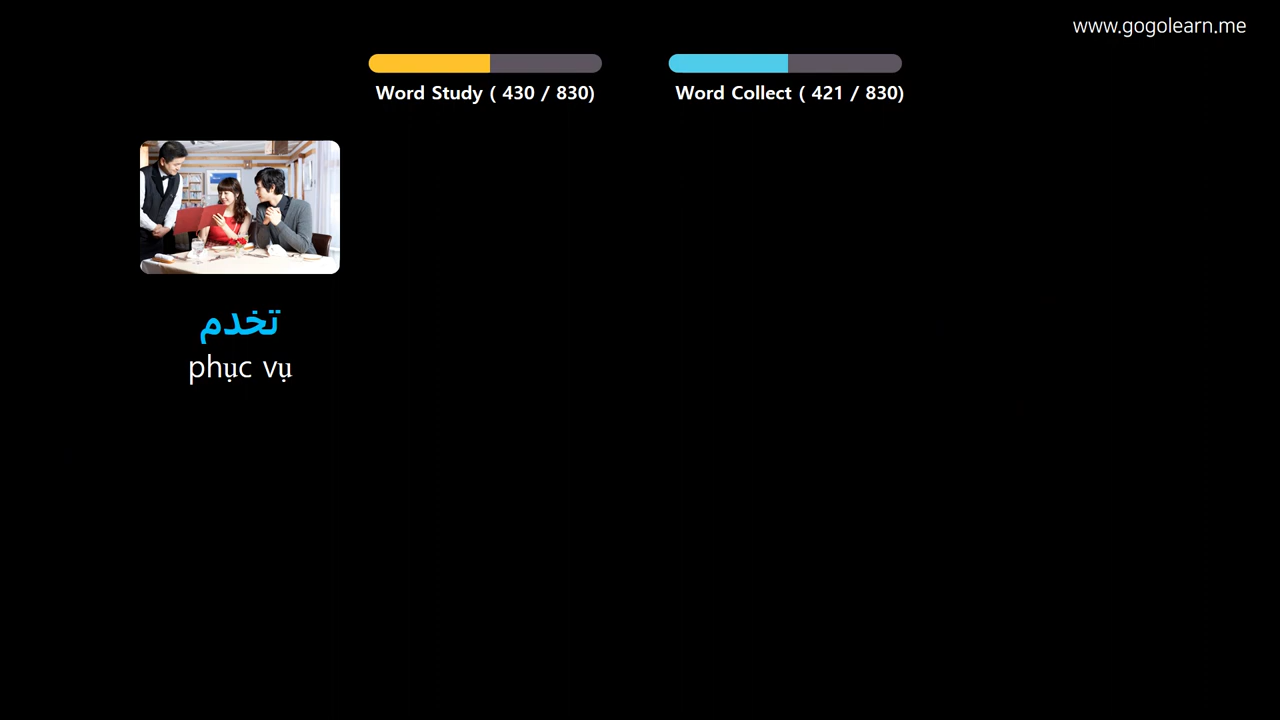 www.gogolearn.me
Word Study ( 430 / 830)
Word Collect ( 421 / 830)
تخدم
phục vụ